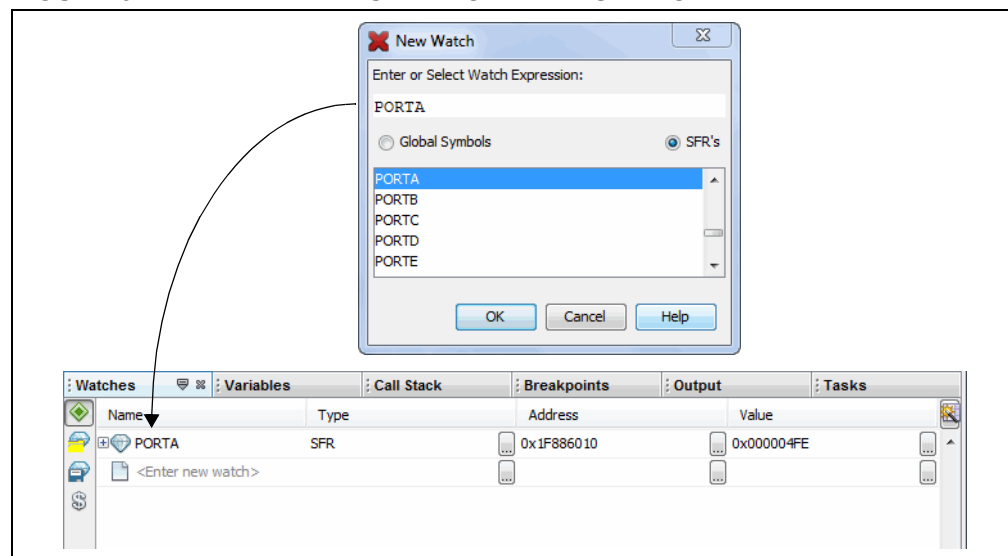 New Watch
Enter or Select Watch Expression:
PORTA
Global Symbols SFR's
PORTA
PORTB
PORTC
PORTD
PORTE
OK Cancel Help
Watches Variables Call Stack Breakpoints Output Tasks
Name Type Address Value
PORTA SFR ... 0x1F886010 ... 0x000004FE ...
<Enter new watch> ... ... ...